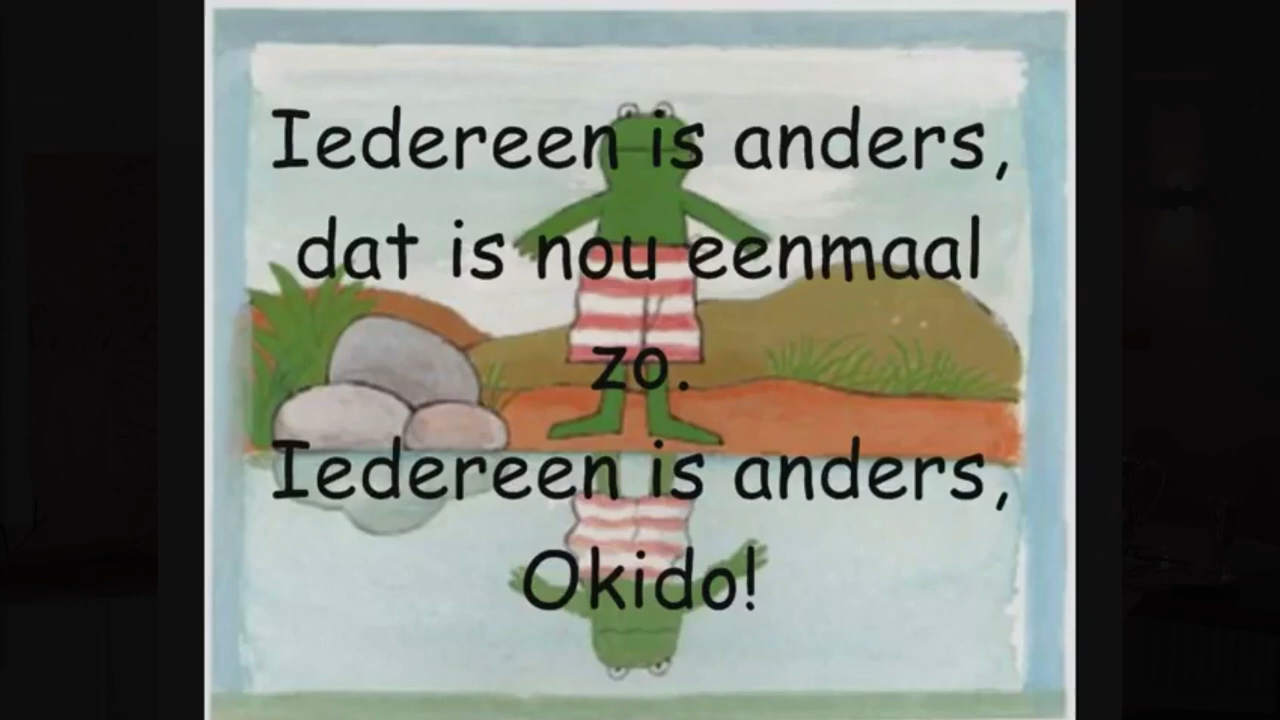 Iedereen is anders,
dat is nou eenmaal
zo.
Iedereen is anders,
Okido!